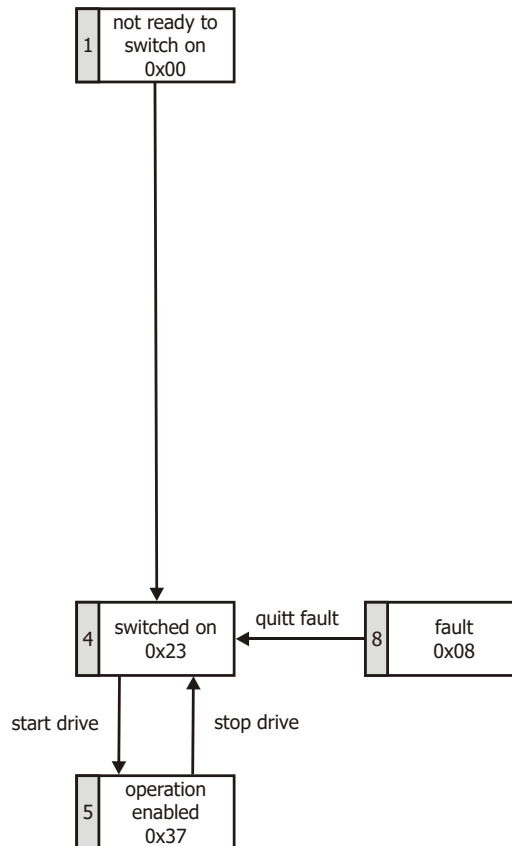 1
not ready to
switch on
0x00
4
switched on
0x23
quitt fault
8
fault
0x08
start drive
stop drive
5
operation
enabled
0x37